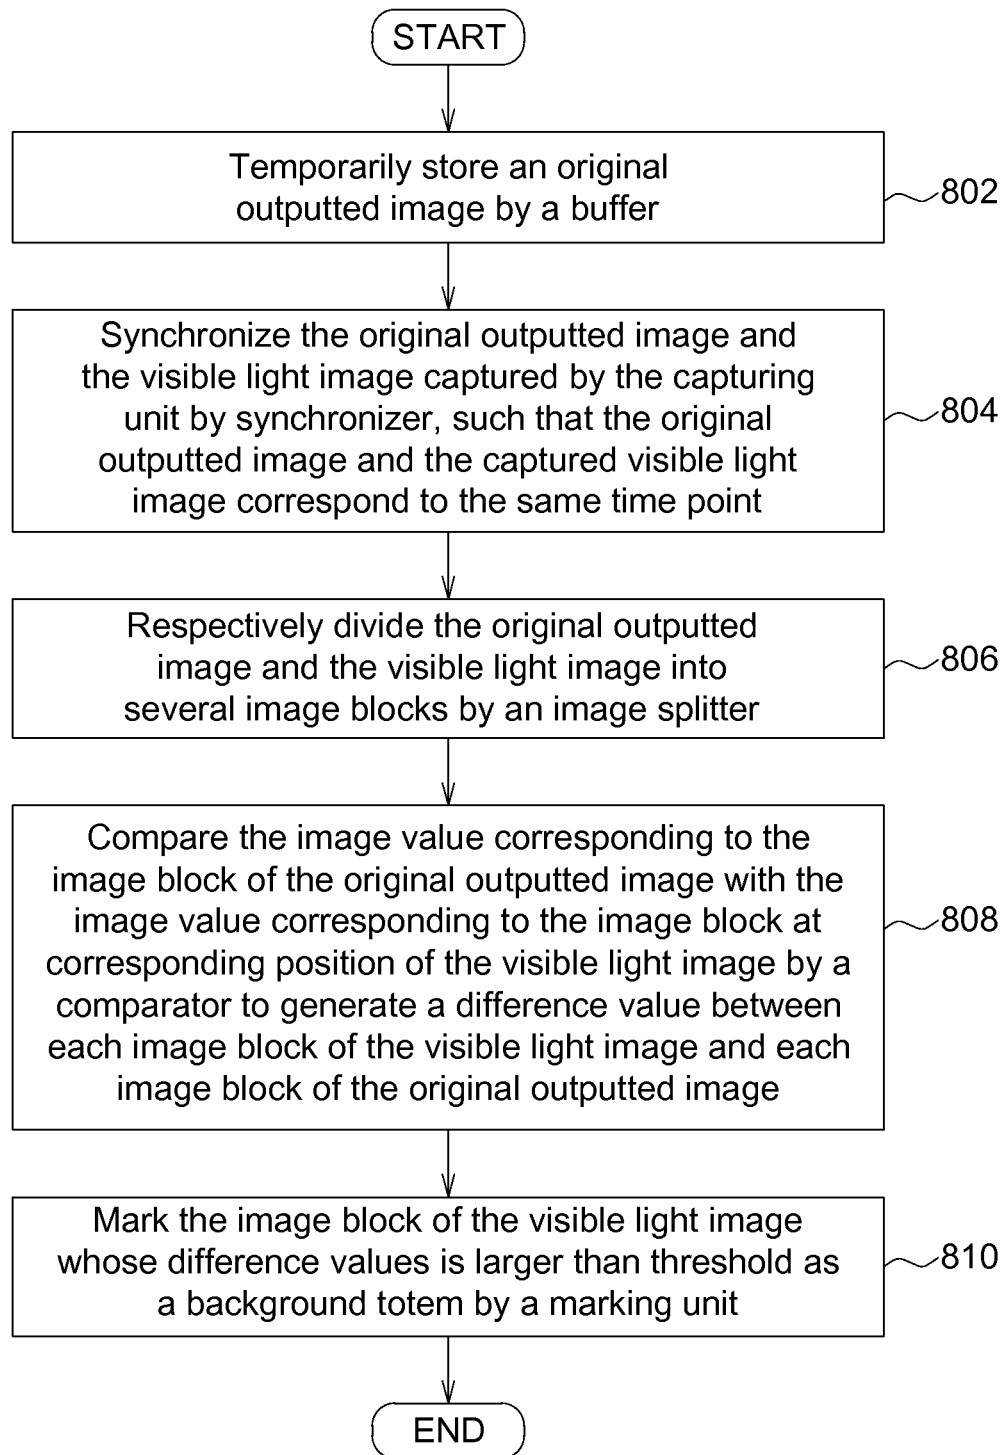 START
Temporarily store an original
outputted image by a buffer
802
Synchronize the original outputted image and
the visible light image captured by the capturing
unit by synchronizer, such that the original
outputted image and the captured visible light
image correspond to the same time point
804
Respectively divide the original outputted
image and the visible light image into
several image blocks by an image splitter
806
Compare the image value corresponding to the
image block of the original outputted image with the
image value corresponding to the image block at
corresponding position of the visible light image by a
comparator to generate a difference value between
each image block of the visible light image and each
image block of the original outputted image
808
Mark the image block of the visible light image
whose difference values is larger than threshold as
a background totem by a marking unit
810
END